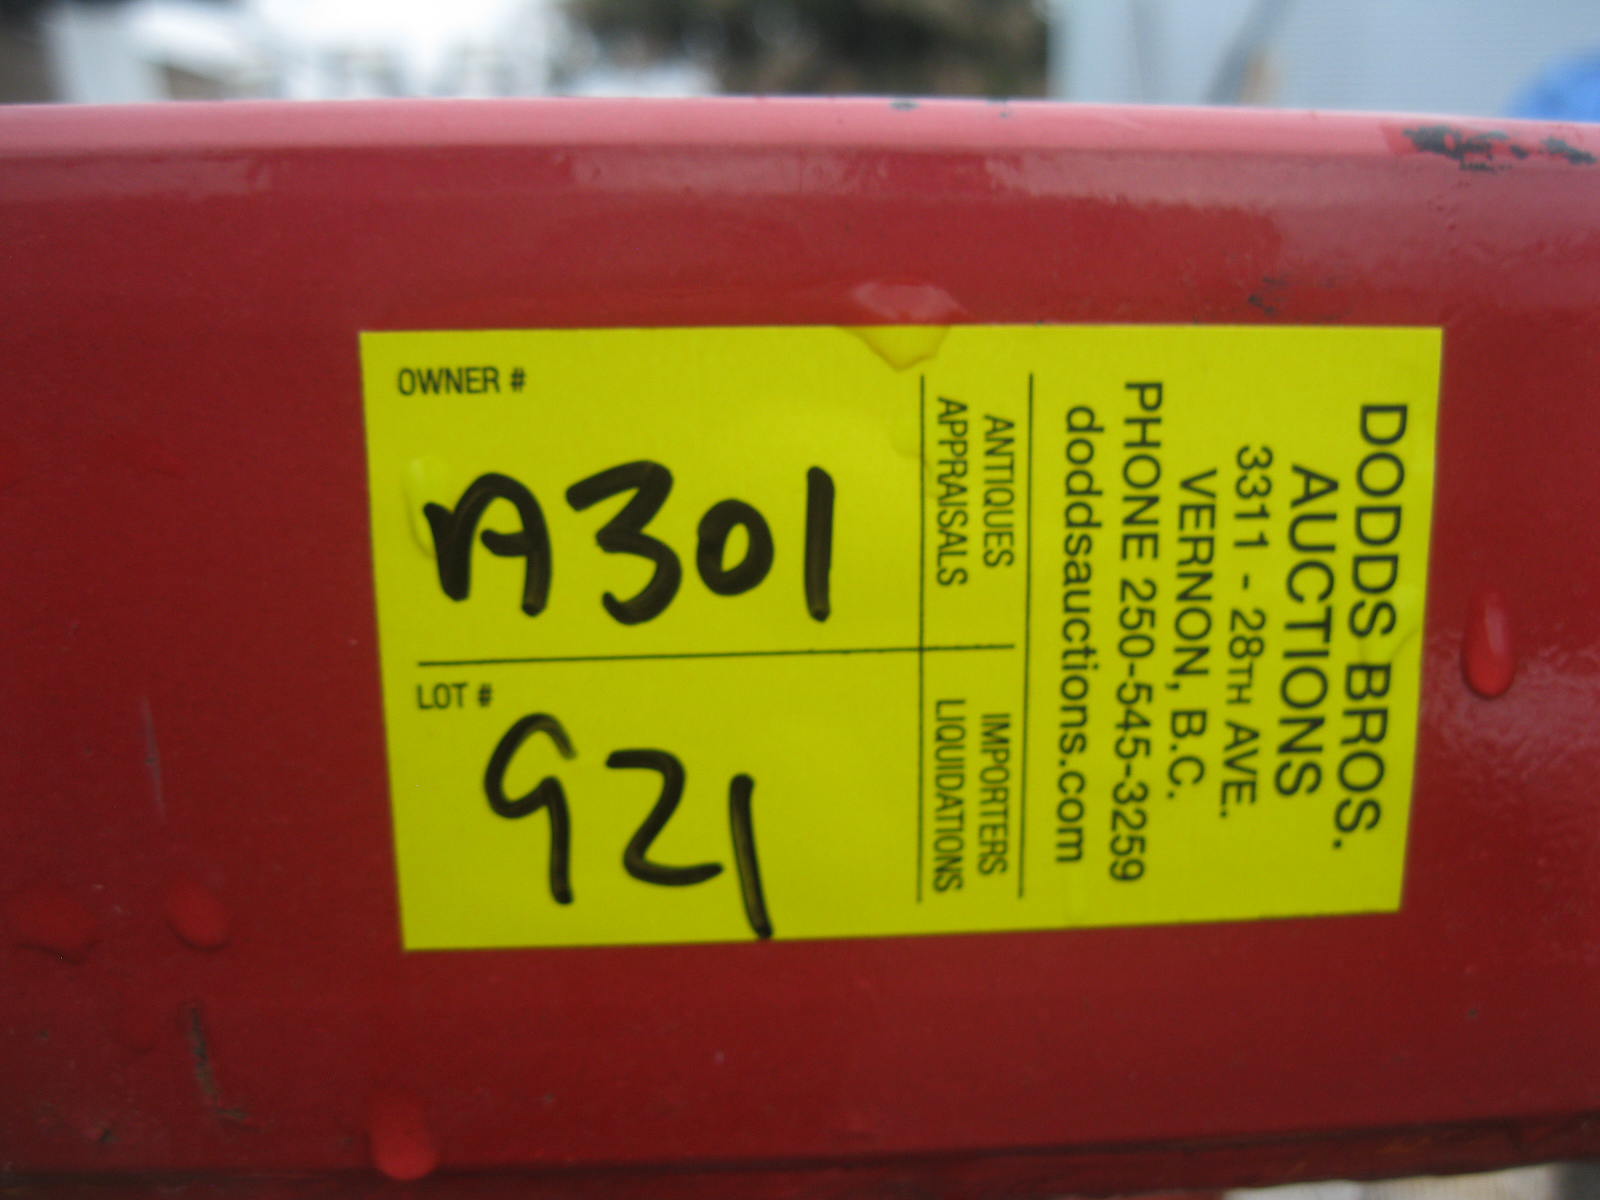 OWNER #
A301
LOT #
921
DODDS BROS.
AUCTIONS
3311 - 28TH AVE.
VERNON, B.C.
PHONE 250-545-3259
doddsauctions.com
ANTIQUES IMPORTERS
APPRAISALS LIQUIDATIONS